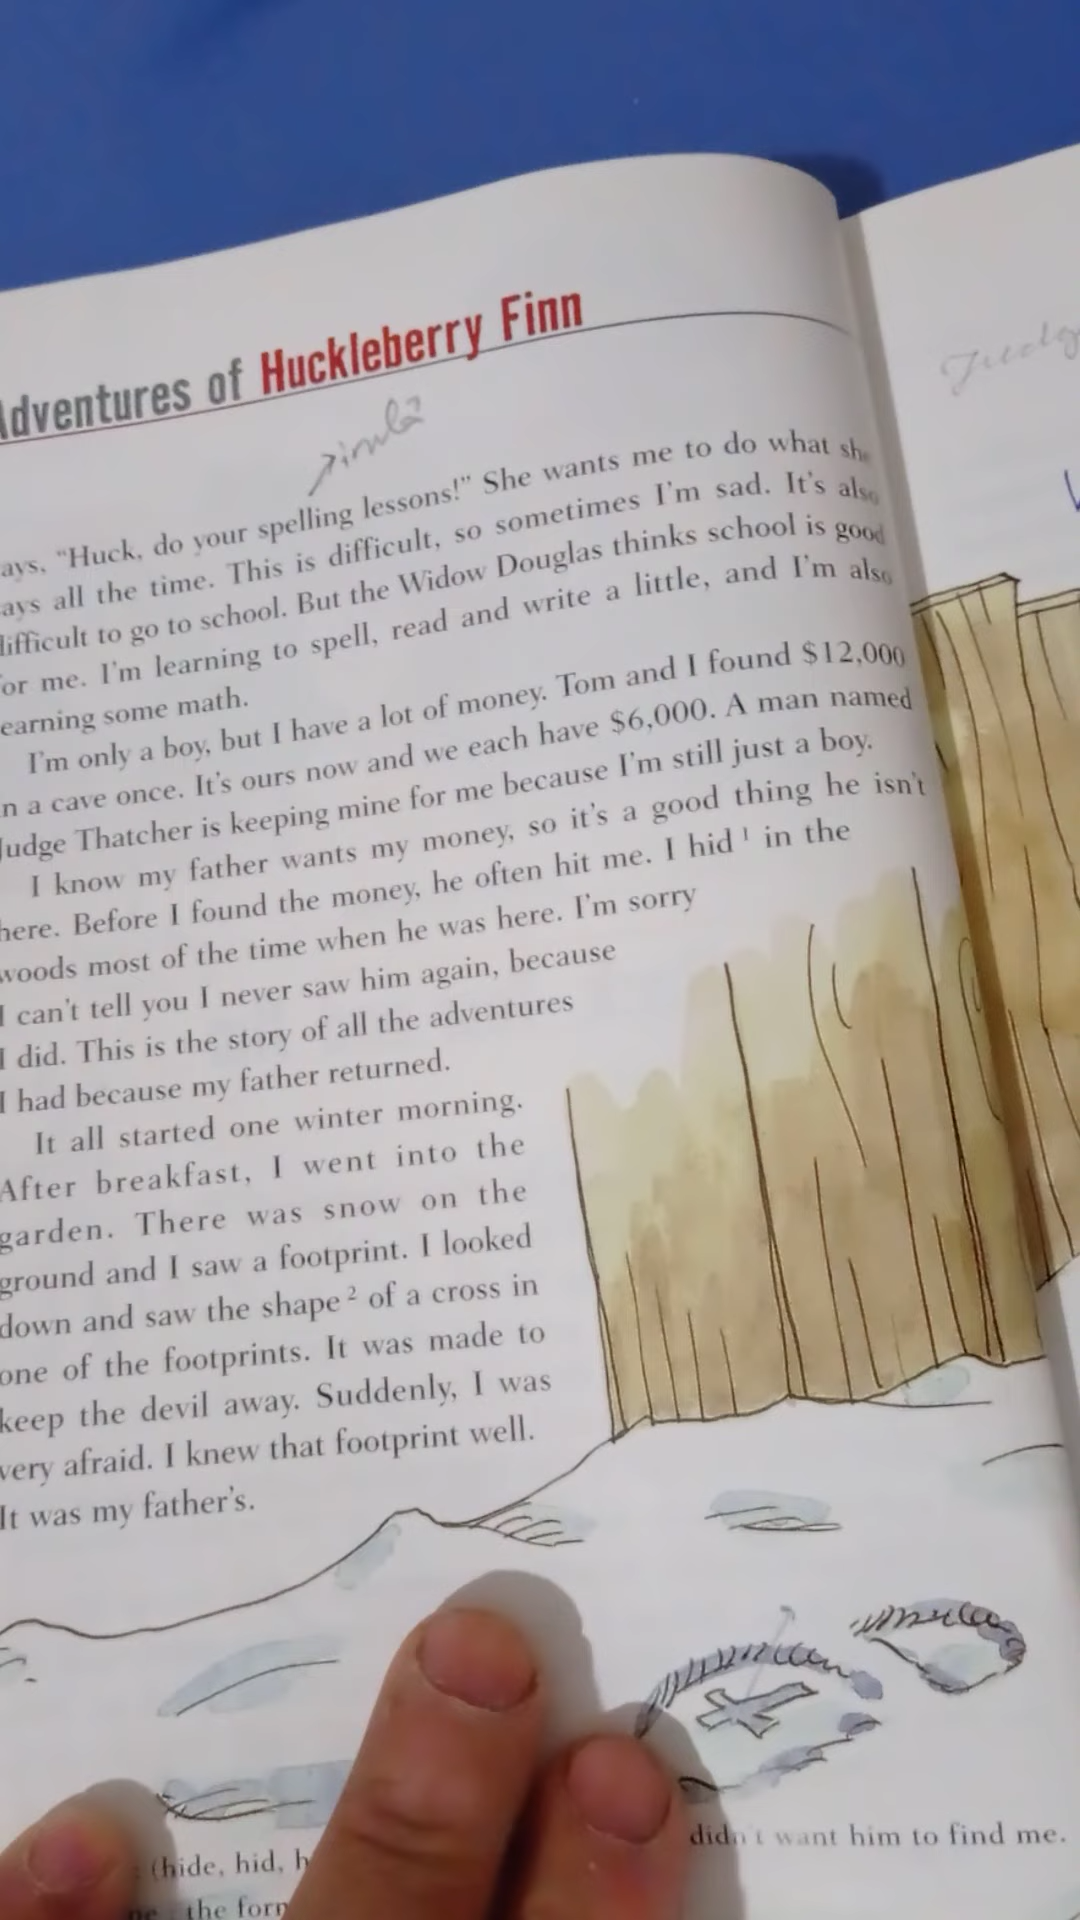 Adventures of Huckleberry Finn
ays, “Huck, do your spelling lessons!” She wants me to do what she
ays all the time. This is difficult, so sometimes I'm sad. It's also
difficult to go to school. But the Widow Douglas thinks school is good
for me. I'm learning to spell, read and write a little, and I'm also
earning some math.
I'm only a boy, but I have a lot of money. Tom and I found $12,000
n a cave once. It's ours now and we each have $6,000. A man named
Judge Thatcher is keeping mine for me because I'm still just a boy.
I know my father wants my money, so it's a good thing he isn't
here. Before I found the money, he often hit me. I hid 1 in the
woods most of the time when he was here. I'm sorry
I can't tell you I never saw him again, because
I did. This is the story of all the adventures
I had because my father returned.
It all started one winter morning.
After breakfast, I went into the
garden. There was snow on the
ground and I saw a footprint. I looked
down and saw the shape 2 of a cross in
one of the footprints. It was made to
keep the devil away. Suddenly, I was
very afraid. I knew that footprint well.
It was my father's.
didn't want him to find me.
(hide, hid, h
the forn